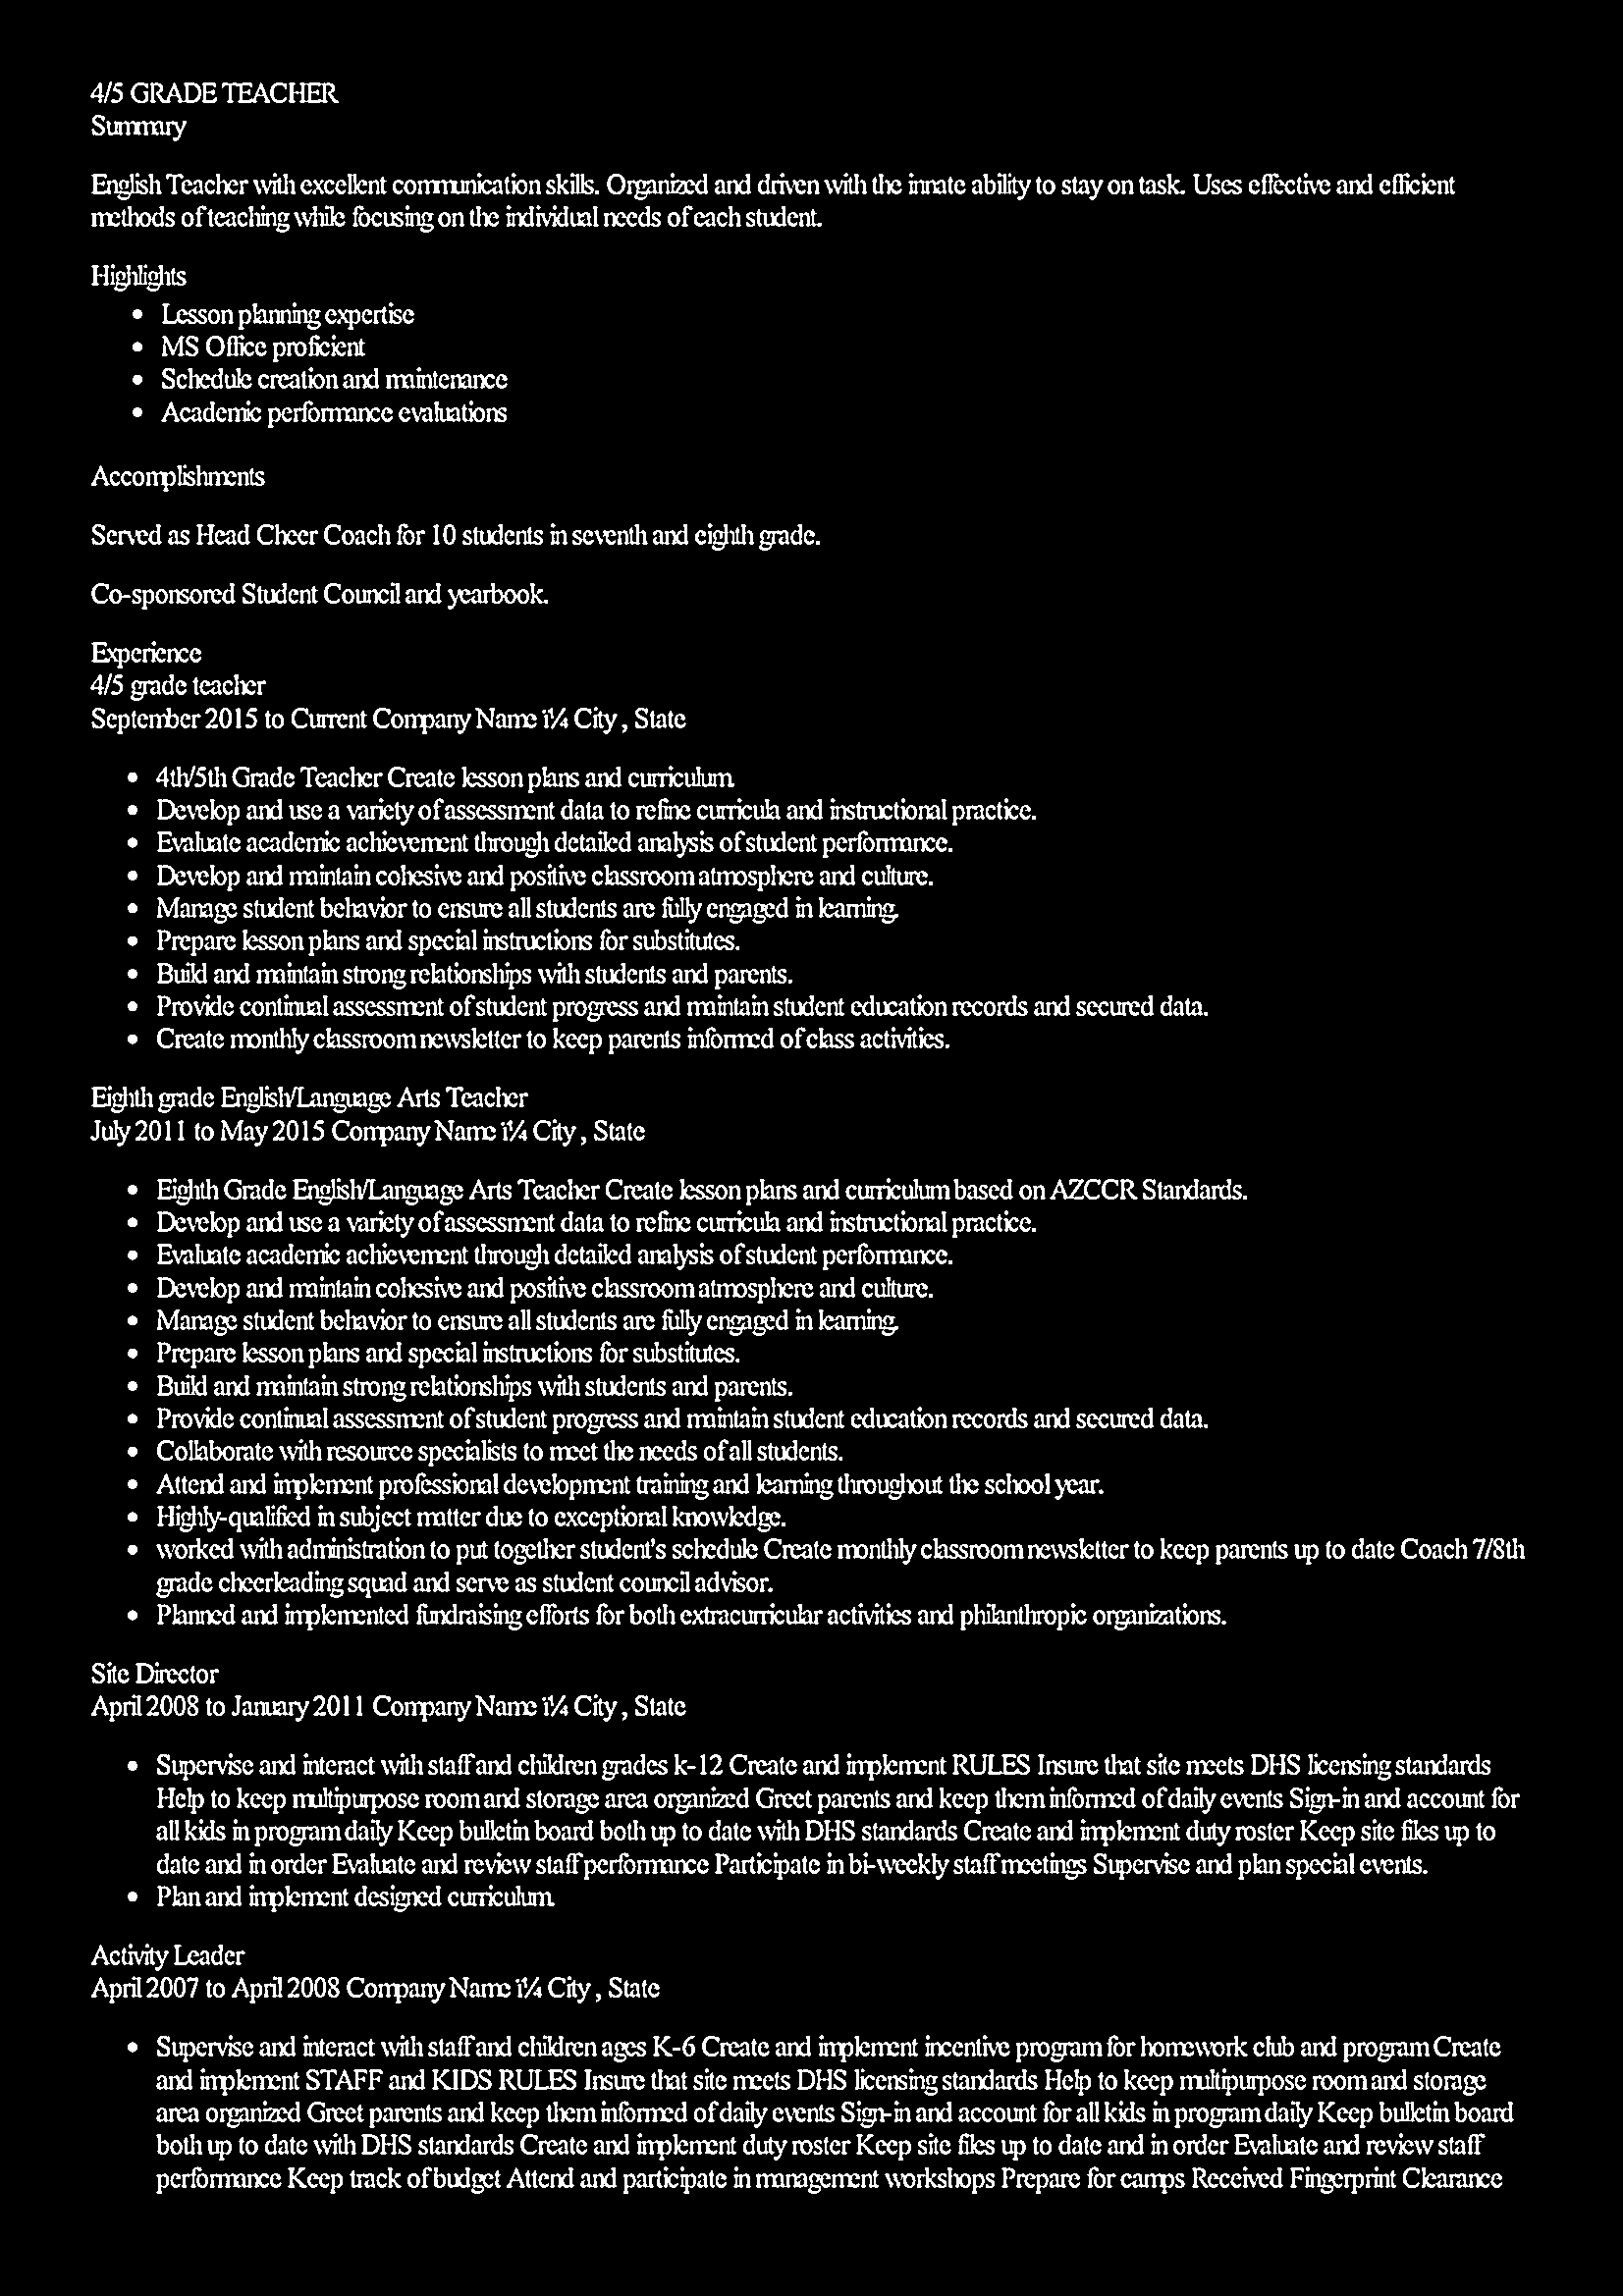 4/5 GRADE TEACHER
Summary
English Teacher with excellent communication skills. Organized and driven with the innate ability to stay on task. Uses effective and efficient
methods of teaching while focusing on the individual needs of each student.
Highlights
• Lesson planning expertise
• MS Office proficient
• Schedule creation and maintenance
• Academic performance evaluations
Accomplishments
Served as Head Cheer Coach for 10 students in seventh and eighth grade.
Co-sponsored Student Council and yearbook.
Experience
4/5 grade teacher
September 2015 to Current Company Name ï¼ City , State
• 4th/5th Grade Teacher Create lesson plans and curriculum.
• Develop and use a variety of assessment data to refine curricula and instructional practice.
• Evaluate academic achievement through detailed analysis of student performance.
• Develop and maintain cohesive and positive classroom atmosphere and culture.
• Manage student behavior to ensure all students are fully engaged in learning.
• Prepare lesson plans and special instructions for substitutes.
• Build and maintain strong relationships with students and parents.
• Provide continual assessment of student progress and maintain student education records and secured data.
• Create monthly classroom newsletter to keep parents informed of class activities.
Eighth grade English/Language Arts Teacher
July 2011 to May 2015 Company Name ï¼ City , State
• Eighth Grade English/Language Arts Teacher Create lesson plans and curriculum based on AZCCR Standards.
• Develop and use a variety of assessment data to refine curricula and instructional practice.
• Evaluate academic achievement through detailed analysis of student performance.
• Develop and maintain cohesive and positive classroom atmosphere and culture.
• Manage student behavior to ensure all students are fully engaged in learning.
• Prepare lesson plans and special instructions for substitutes.
• Build and maintain strong relationships with students and parents.
• Provide continual assessment of student progress and maintain student education records and secured data.
• Collaborate with resource specialists to meet the needs of all students.
• Attend and implement professional development training and learning throughout the school year.
• Highly-qualified in subject matter due to exceptional knowledge.
• worked with administration to put together student's schedule Create monthly classroom newsletter to keep parents up to date Coach 7/8th
grade cheerleading squad and serve as student council advisor.
• Planned and implemented fundraising efforts for both extracurricular activities and philanthropic organizations.
Site Director
April 2008 to January 2011 Company Name ï¼ City , State
• Supervise and interact with staff and children grades k-12 Create and implement RULES Insure that site meets DHS licensing standards
Help to keep multipurpose room and storage area organized Greet parents and keep them informed of daily events Sign-in and account for
all kids in program daily Keep bulletin board both up to date with DHS standards Create and implement duty roster Keep site files up to
date and in order Evaluate and review staff performance Participate in bi-weekly staff meetings Supervise and plan special events.
• Plan and implement designed curriculum.
Activity Leader
April 2007 to April 2008 Company Name ï¼ City , State
• Supervise and interact with staff and children ages K-6 Create and implement incentive program for homework club and program Create
and implement STAFF and KIDS RULES Insure that site meets DHS licensing standards Help to keep multipurpose room and storage
area organized Greet parents and keep them informed of daily events Sign-in and account for all kids in program daily Keep bulletin board
both up to date with DHS standards Create and implement duty roster Keep site files up to date and in order Evaluate and review staff
performance Keep track of budget Attend and participate in management workshops Prepare for camps Received Fingerprint Clearance